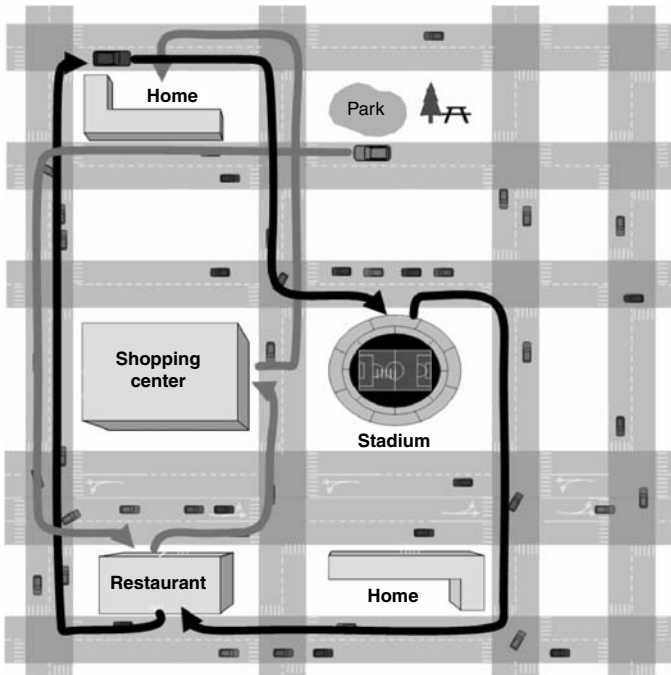 Home
Park
Shopping
center
Stadium
Restaurant
Home